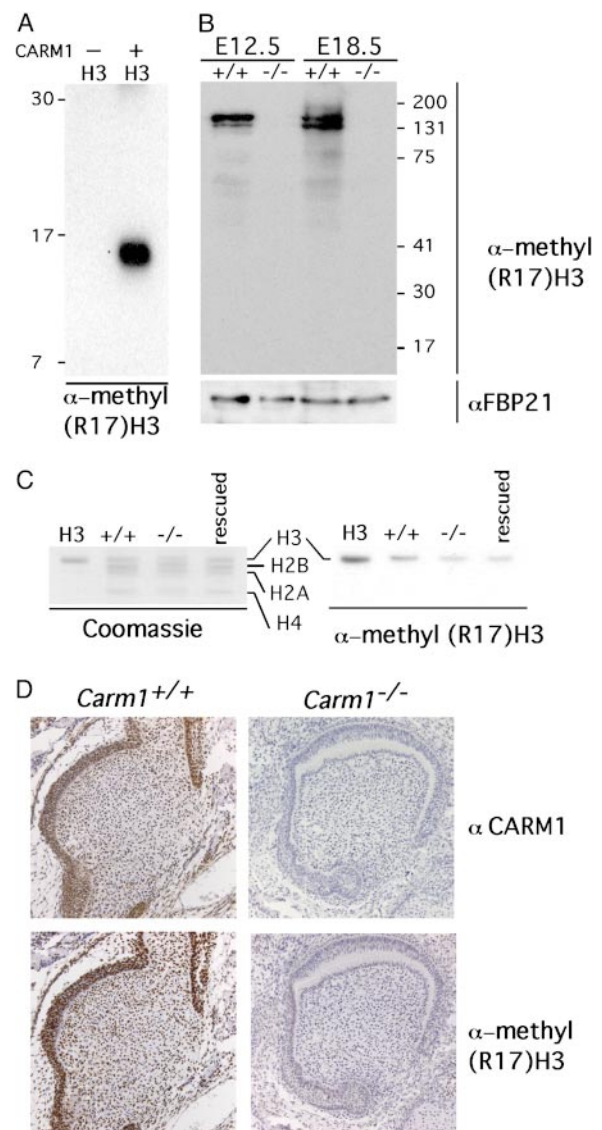 A
CARM1 − +
H3 H3
30
17
7
α−methyl
(R17)H3
B
E12.5 E18.5
+/+ -/- +/+ -/-
200
131
75
41
30
17
α−methyl
(R17)H3
αFBP21
C
H3 +/+ -/- rescued
H3
H2B
H2A
H4
Coomassie
H3 +/+ -/- rescued
α−methyl (R17)H3
D
Carm1+/+ Carm1-/-
α CARM1
α−methyl
(R17)H3